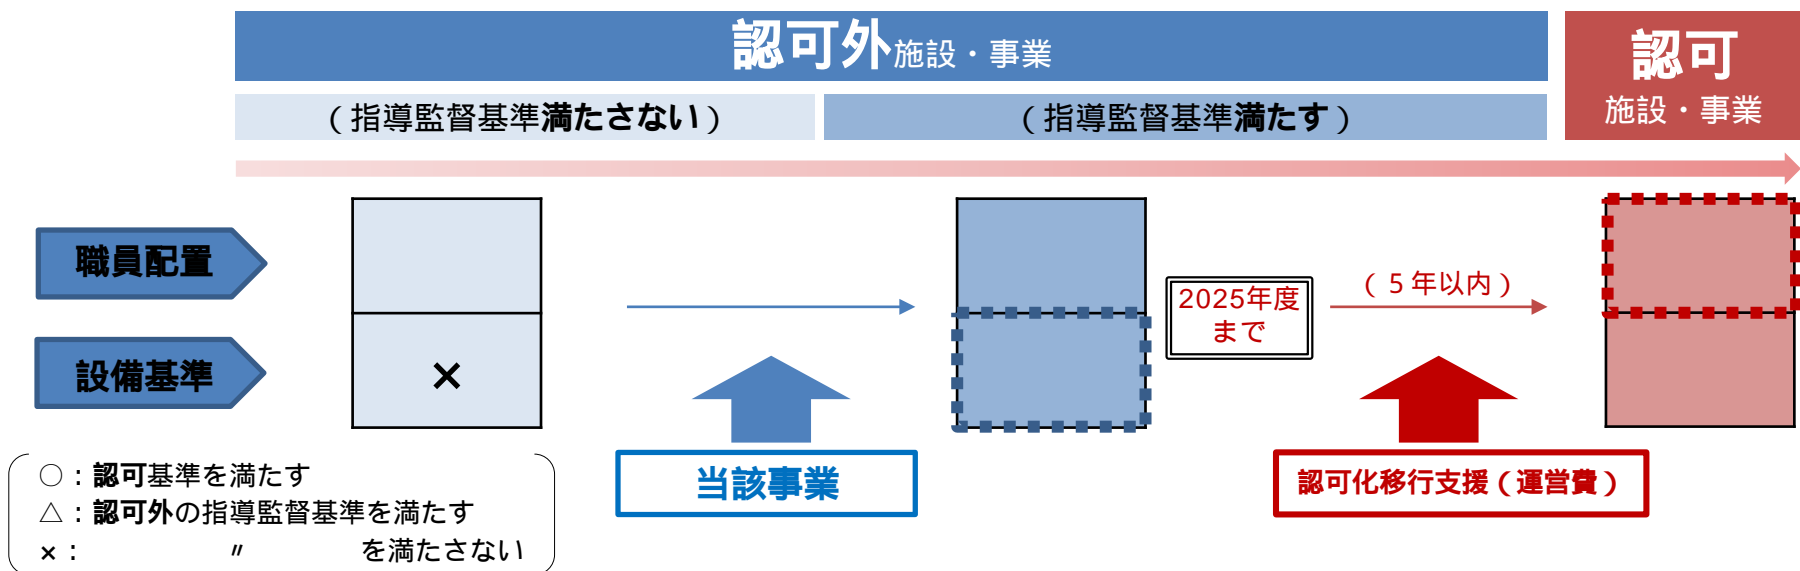 認可外施設・事業
認可
施設・事業
（指導監督基準満たさない）
（指導監督基準満たす）
職員配置
設備基準
×
2025年度
まで
（５年以内）
当該事業
認可化移行支援（運営費）
○：認可基準を満たす
△：認可外の指導監督基準を満たす
×： 〃 を満たさない